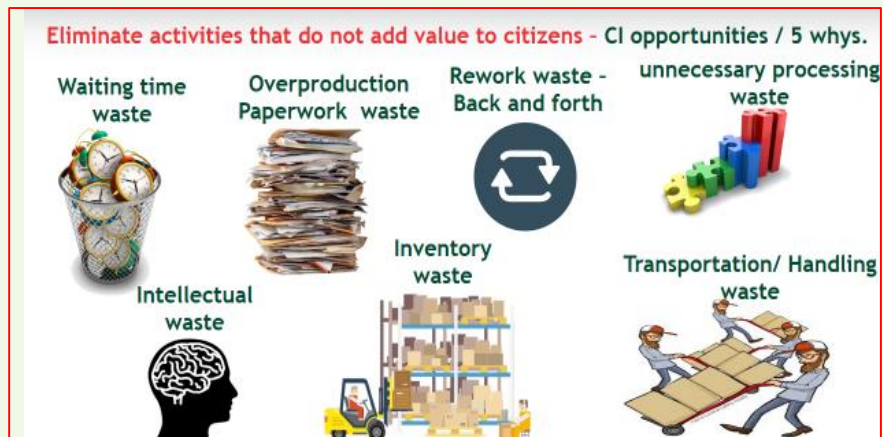 Eliminate activities that do not add value to citizens - CI opportunities / 5 whys.
Waiting time
waste
Overproduction
Paperwork waste
Rework waste -
Back and forth
unnecessary processing
waste
Intellectual
waste
Inventory
waste
Transportation/ Handling
waste